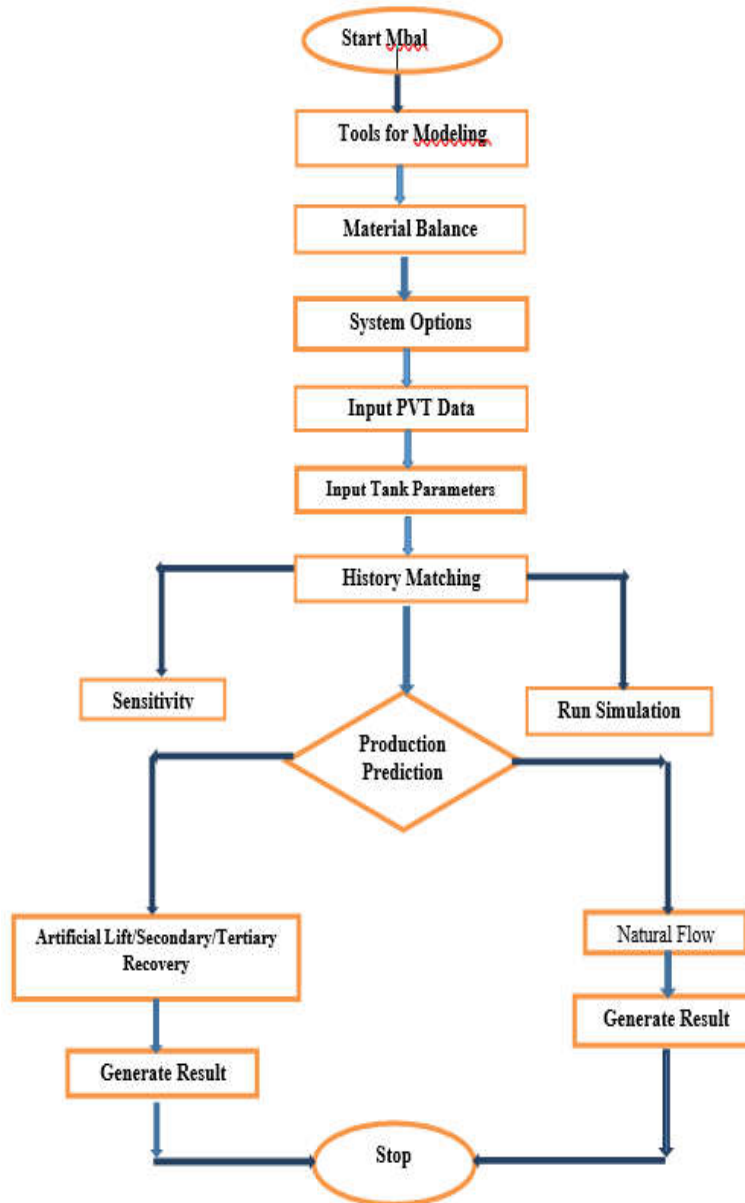 Start Mbal
Tools for Modeling
Material Balance
System Options
Input PVT Data
Input Tank Parameters
History Matching
Sensitivity
Run Simulation
Production
Prediction
Artificial Lift/Secondary/Tertiary
Recovery
Natural Flow
Generate Result
Generate Result
Stop